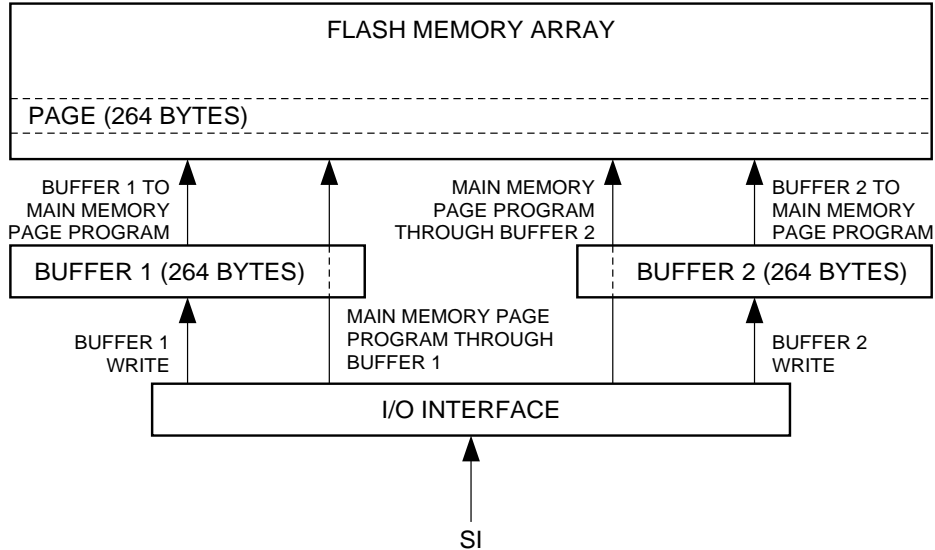 FLASH MEMORY ARRAY
PAGE (264 BYTES)
BUFFER 1 TO
MAIN MEMORY
PAGE PROGRAM
MAIN MEMORY
PAGE PROGRAM
THROUGH BUFFER 2
BUFFER 2 TO
MAIN MEMORY
PAGE PROGRAM
BUFFER 1 (264 BYTES)
BUFFER 2 (264 BYTES)
BUFFER 1
WRITE
MAIN MEMORY PAGE
PROGRAM THROUGH
BUFFER 1
BUFFER 2
WRITE
I/O INTERFACE
SI